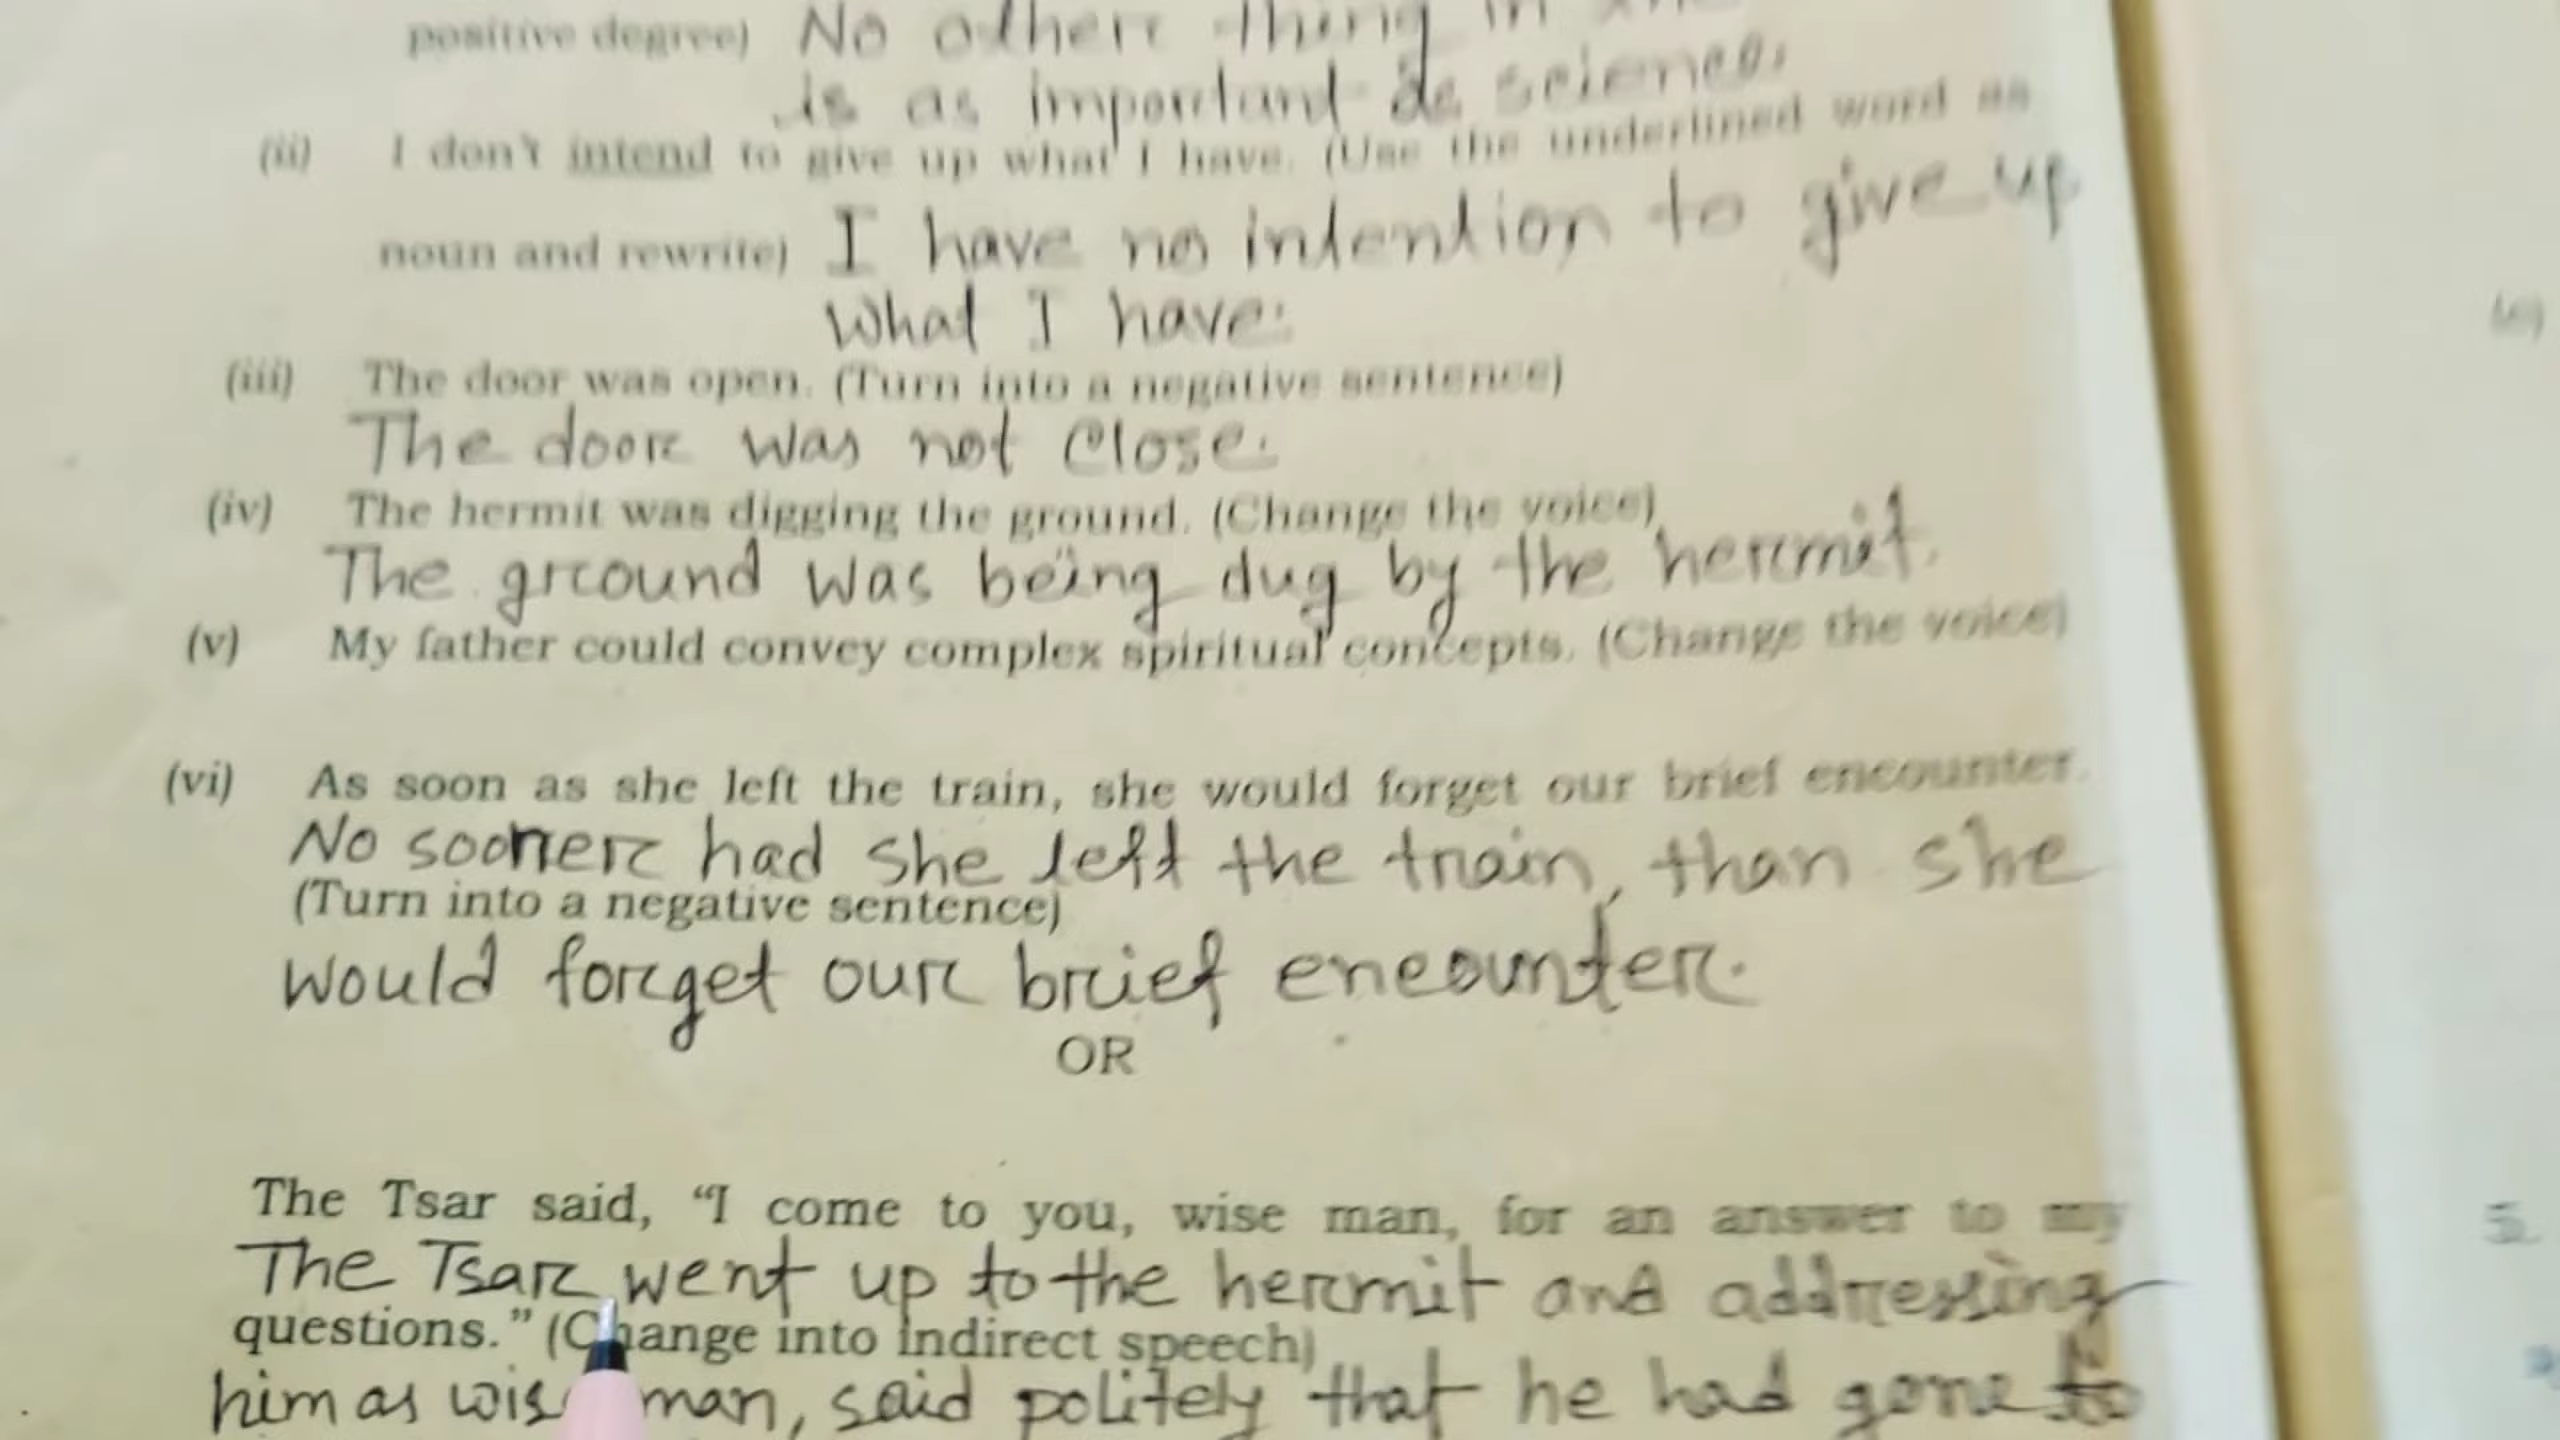 positive degree) No other thing in
is as important as science.
(ii) I don't intend to give up what I have. (Use the underlined word as
noun and rewrite) I have no intention to give up
what I have.
(iii) The door was open. (Turn into a negative sentence)
The door was not close.
(iv) The hermit was digging the ground. (Change the voice)
The ground was being dug by the hermit.
(v) My father could convey complex spiritual concepts. (Change the voice)
(vi) As soon as she left the train, she would forget our brief encounter.
No sooner had she left the train, than she
(Turn into a negative sentence)
would forget our brief encounter.
OR
The Tsar said, “I come to you, wise man, for an answer to my
The Tsar went up to the hermit and addressing
questions.” (Change into Indirect speech)
him as wise man, said politely that he had gone to
5.